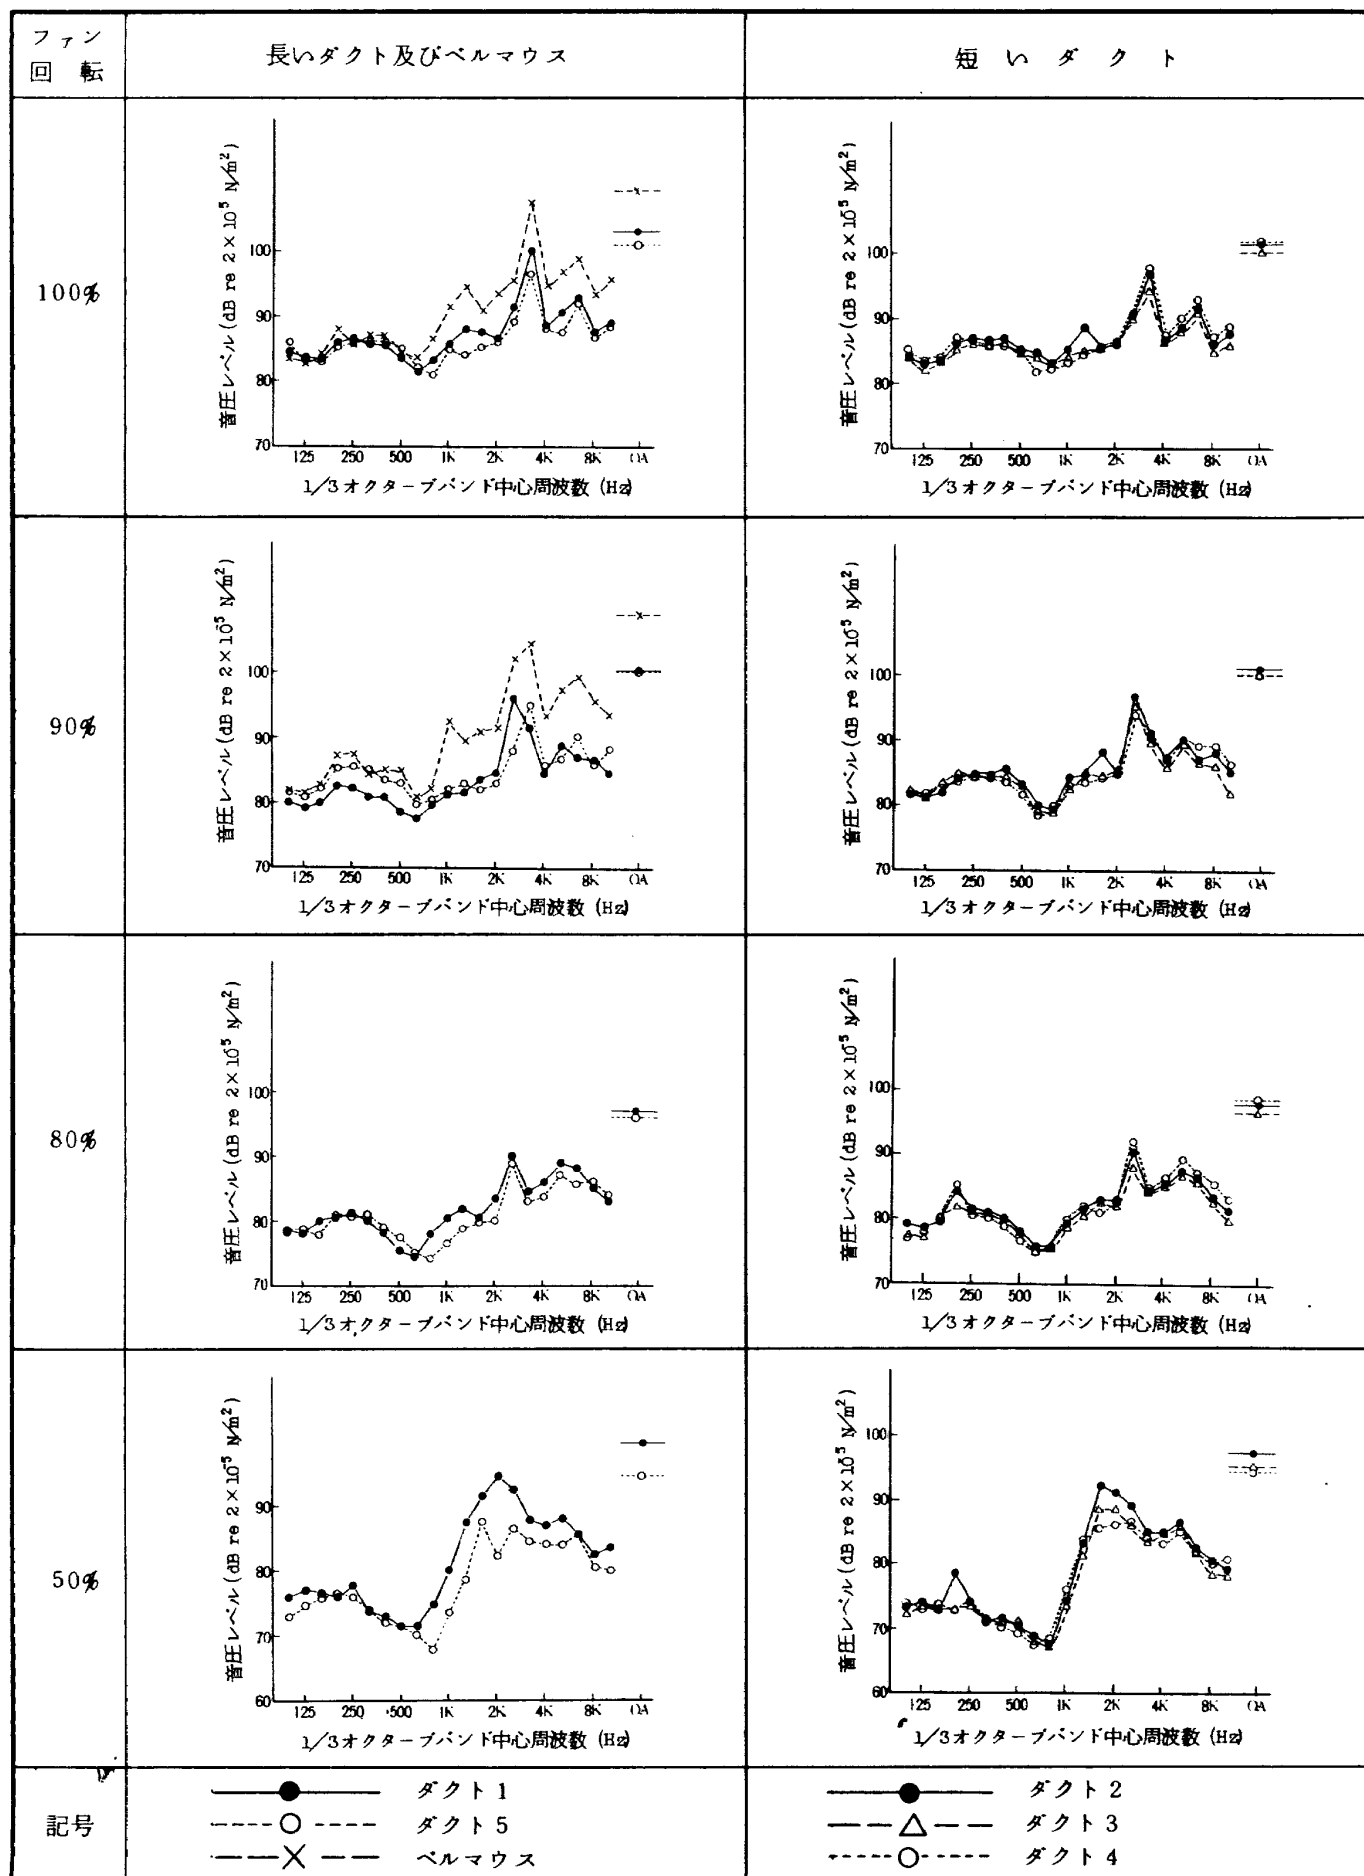 ファン
回転
長いダクト及びベルマウス
短いダクト
100%
音圧レベル(dB re 2×10⁻⁵ N/m²)
100
90
80
70
125 250 500 1K 2K 4K 8K OA
1/3オクターブバンド中心周波数 (Hz)
音圧レベル(dB re 2×10⁻⁵ N/m²)
100
90
80
70
125 250 500 1K 2K 4K 8K OA
1/3オクターブバンド中心周波数 (Hz)
90%
音圧レベル(dB re 2×10⁻⁵ N/m²)
100
90
80
70
125 250 500 1K 2K 4K 8K OA
1/3オクターブバンド中心周波数 (Hz)
音圧レベル(dB re 2×10⁻⁵ N/m²)
100
90
80
70
125 250 500 1K 2K 4K 8K OA
1/3オクターブバンド中心周波数 (Hz)
80%
音圧レベル(dB re 2×10⁻⁵ N/m²)
100
90
80
70
125 250 500 1K 2K 4K 8K OA
1/3オクターブバンド中心周波数 (Hz)
音圧レベル(dB re 2×10⁻⁵ N/m²)
100
90
80
70
125 250 500 1K 2K 4K 8K OA
1/3オクターブバンド中心周波数 (Hz)
50%
音圧レベル(dB re 2×10⁻⁵ N/m²)
90
80
70
60
125 250 500 1K 2K 4K 8K OA
1/3オクターブバンド中心周波数 (Hz)
音圧レベル(dB re 2×10⁵ N/m²)
100
90
80
70
60
125 250 500 1K 2K 4K 8K OA
1/3オクターブバンド中心周波数 (Hz)
記号
ダクト1
ダクト5
ベルマウス
ダクト2
ダクト3
ダクト4